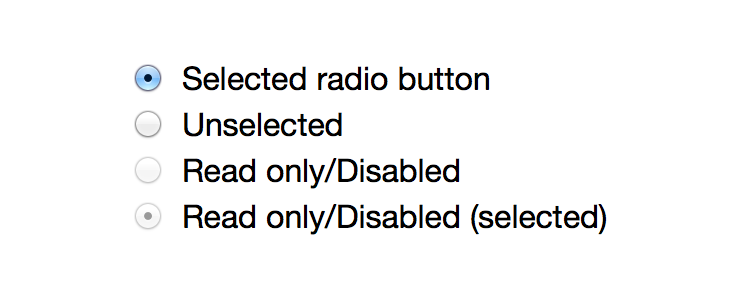 Selected radio button
Unselected
Read only/Disabled
Read only/Disabled (selected)